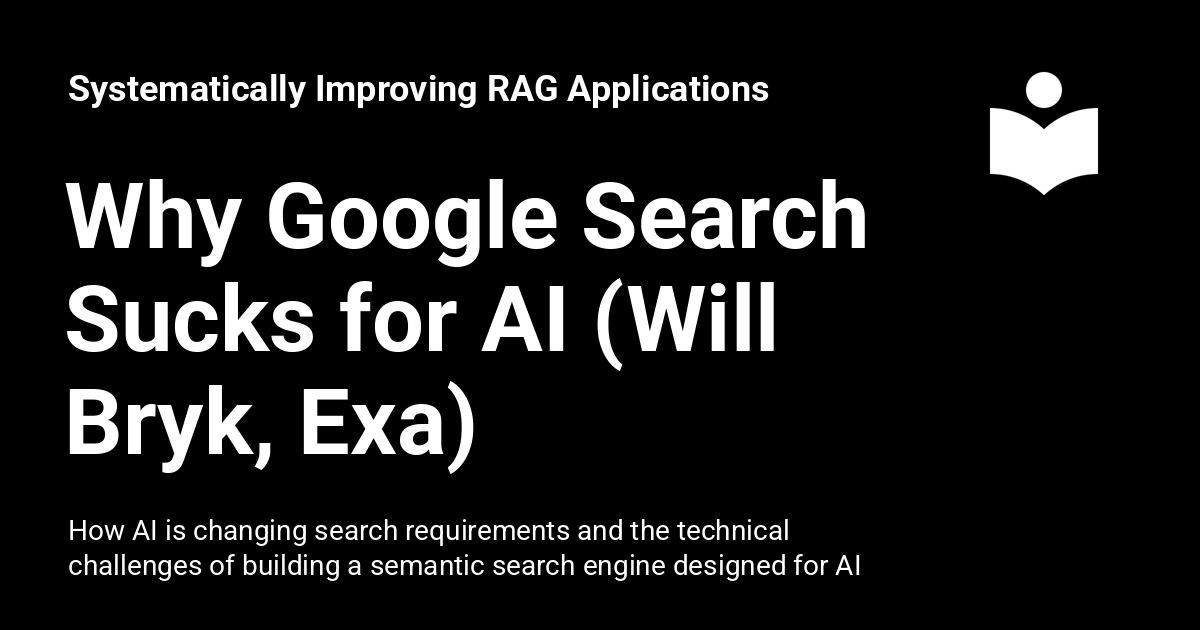 Systematically Improving RAG Applications
Why Google Search
Sucks for AI (Will
Bryk, Exa)
How AI is changing search requirements and the technical
challenges of building a semantic search engine designed for AI